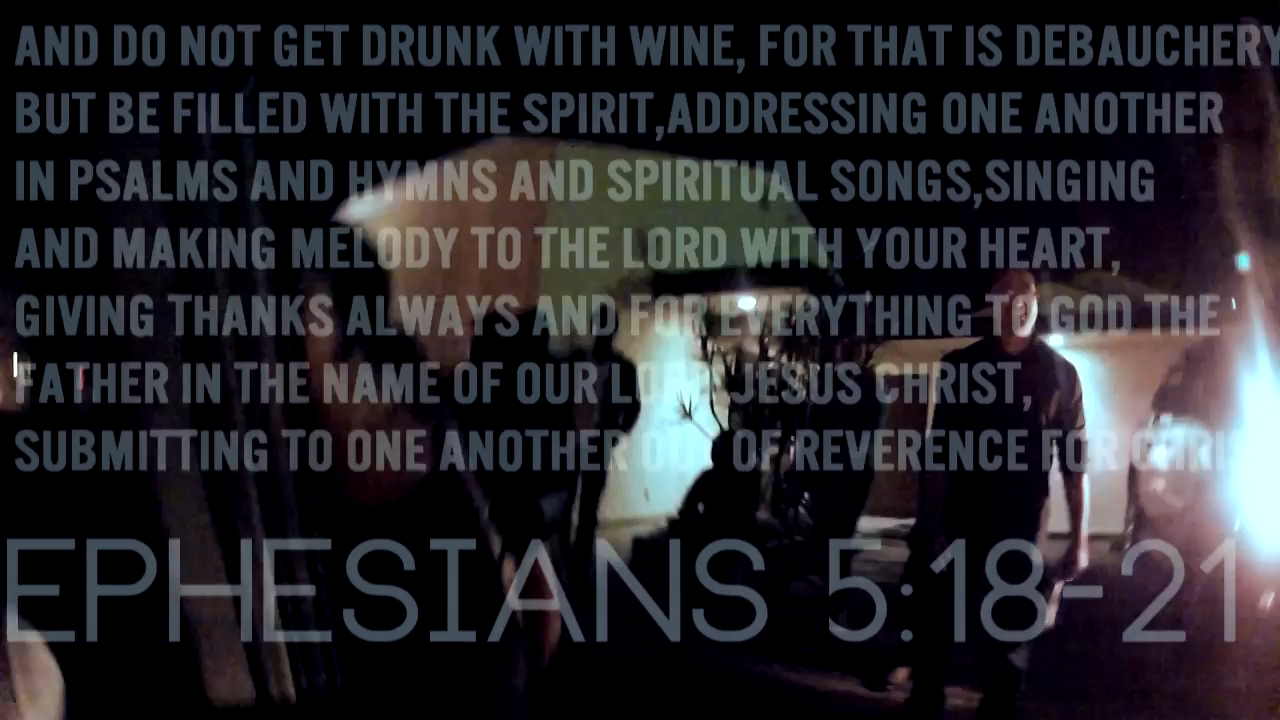 AND DO NOT GET DRUNK WITH WINE, FOR THAT IS DEBAUCHERY
BUT BE FILLED WITH THE SPIRIT,ADDRESSING ONE ANOTHER
IN PSALMS AND HYMNS AND SPIRITUAL SONGS,SINGING
AND MAKING MELODY TO THE LORD WITH YOUR HEART,
GIVING THANKS ALWAYS AND FOR EVERYTHING TO GOD THE
FATHER IN THE NAME OF OUR LORD JESUS CHRIST,
SUBMITTING TO ONE ANOTHER OUT OF REVERENCE FOR CHRI
EPHESIANS 5:18-21